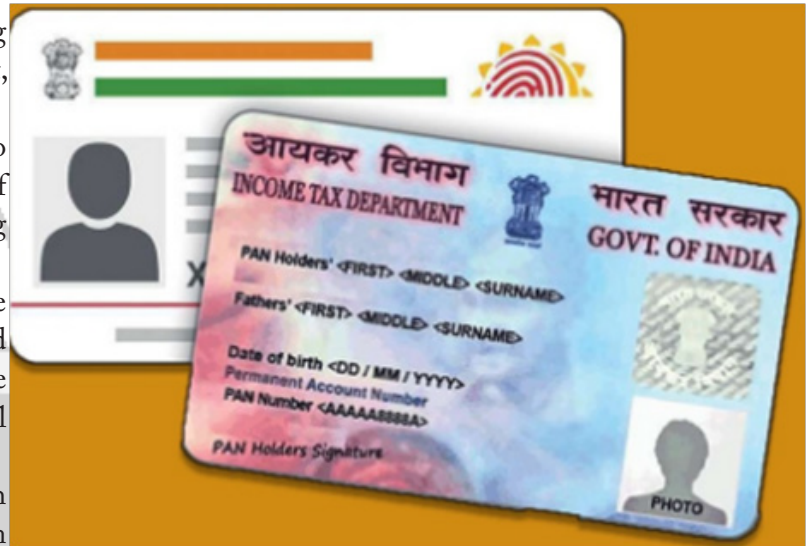 आयकर विभाग
INCOME TAX DEPARTMENT
भारत सरकार
GOVT. OF INDIA
PAN Holders' <FIRST> <MIDDLE> <SURNAME>
Fathers' <FIRST> <MIDDLE> <SURNAME>
Date of birth <DD / MM / YYYY>
Permanent Account Number
PAN Number <AAAAA8888A>
PAN Holders Signature
PHOTO
X